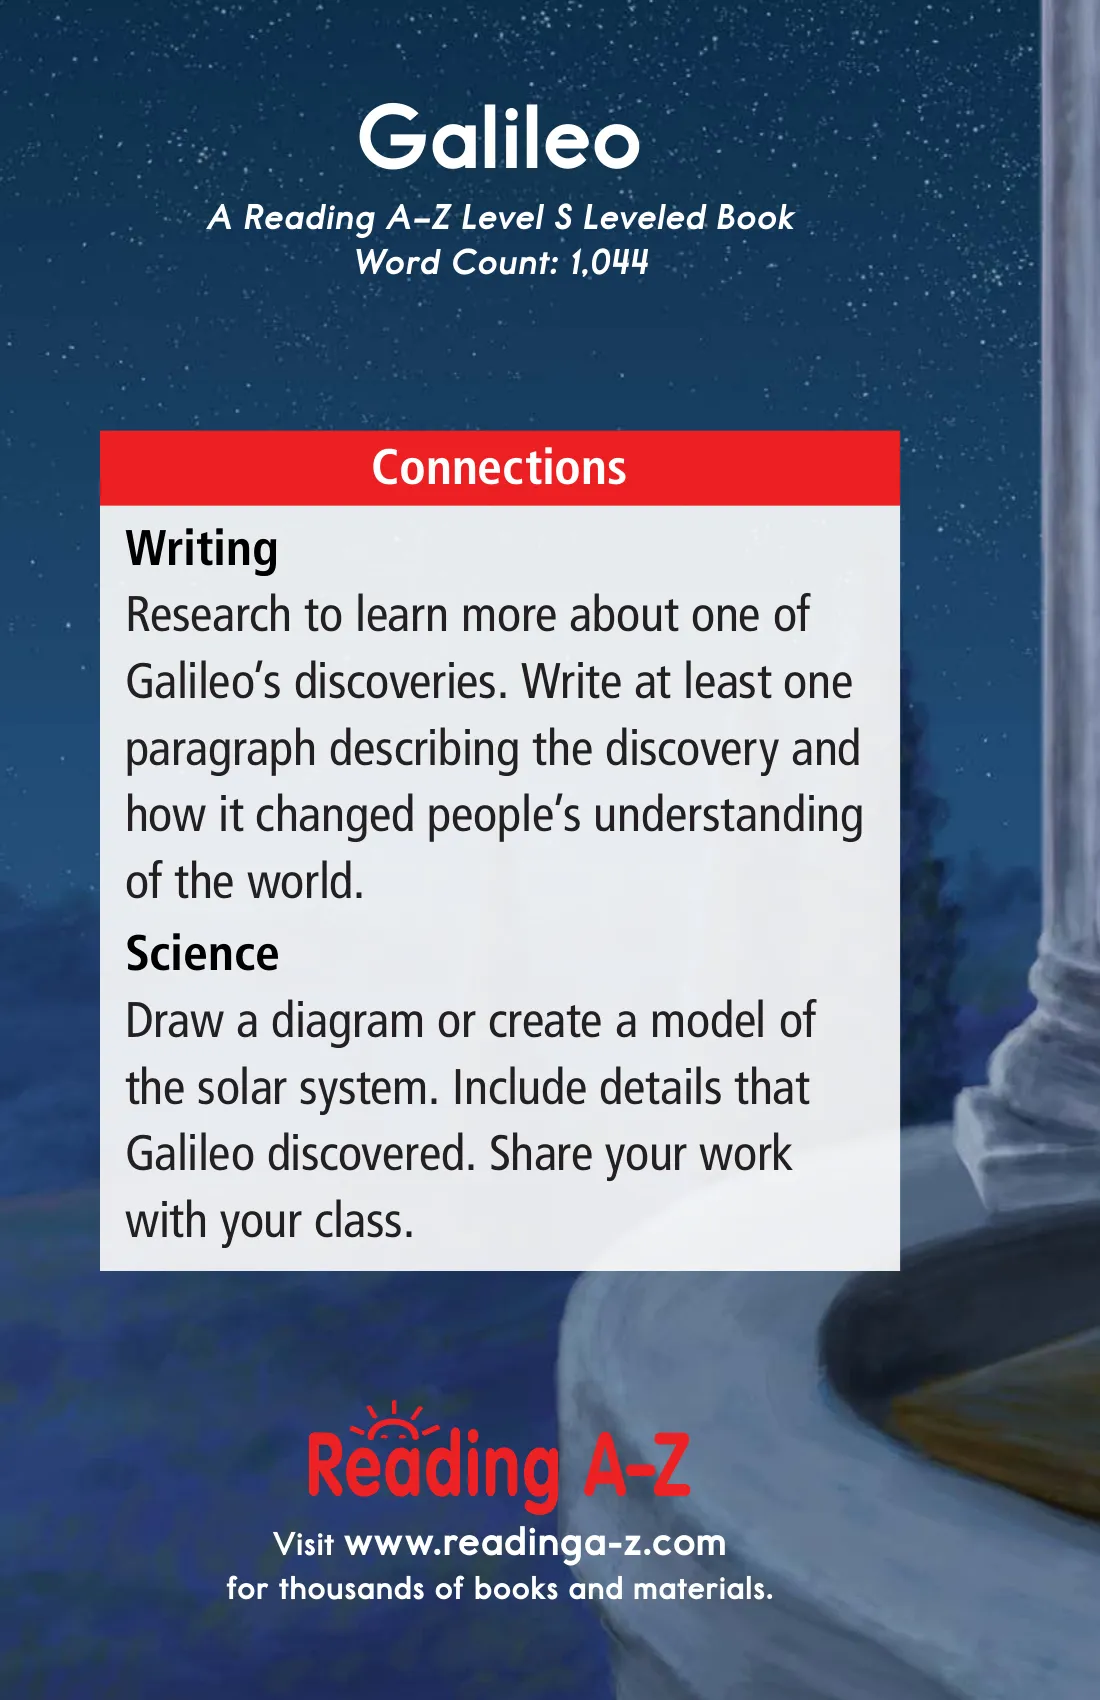 Galileo
A Reading A–Z Level S Leveled Book
Word Count: 1,044
Connections
Writing
Research to learn more about one of
Galileo’s discoveries. Write at least one
paragraph describing the discovery and
how it changed people’s understanding
of the world.
Science
Draw a diagram or create a model of
the solar system. Include details that
Galileo discovered. Share your work
with your class.
Reading A–Z
Visit www.readinga-z.com
for thousands of books and materials.